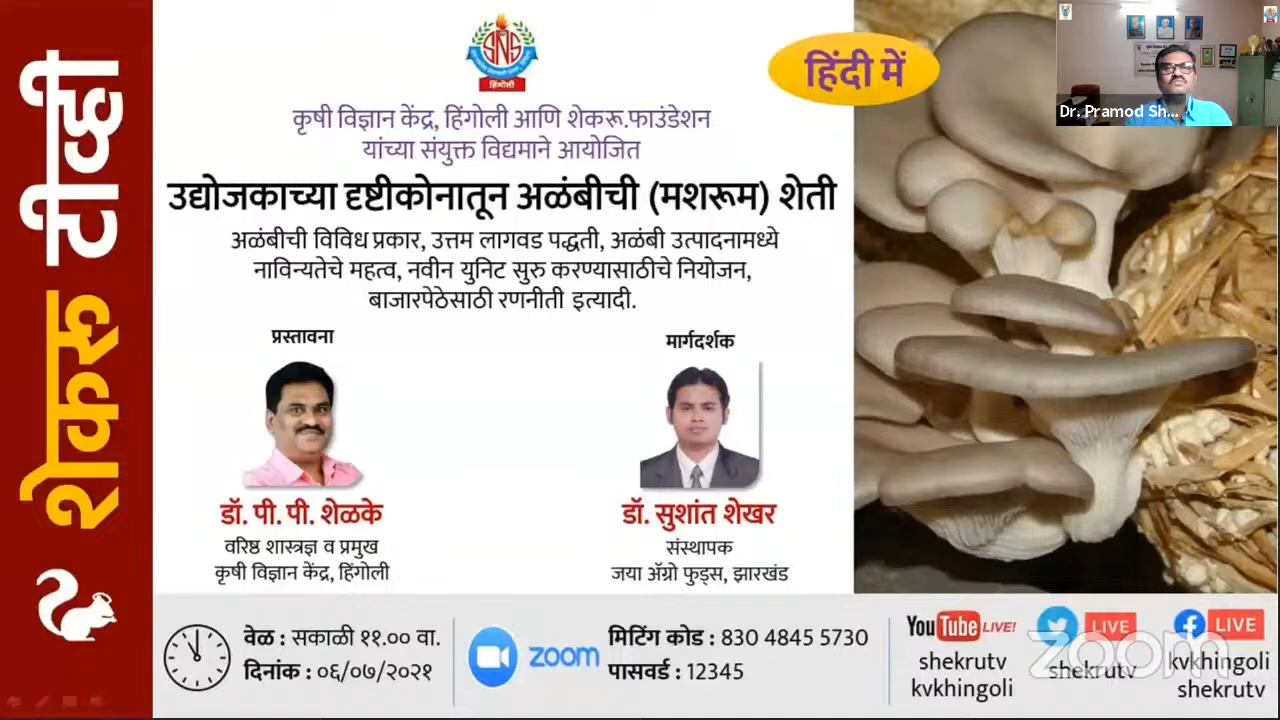 शेकरु टीव्ही
SNS
हिंगोली
हिंदी में
Dr. Pramod Sh...
कृषी विज्ञान केंद्र, हिंगोली आणि शेकरू.फाउंडेशन
यांच्या संयुक्त विद्यमाने आयोजित
उद्योजकाच्या दृष्टीकोनातून अळंबीची (मशरूम) शेती
अळंबीची विविध प्रकार, उत्तम लागवड पद्धती, अळंबी उत्पादनामध्ये
नाविन्यतेचे महत्व, नवीन युनिट सुरु करण्यासाठीचे नियोजन,
बाजारपेठेसाठी रणनीती इत्यादी.
प्रस्तावना
डॉ. पी. पी. शेळके
वरिष्ठ शास्त्रज्ञ व प्रमुख
कृषी विज्ञान केंद्र, हिंगोली
मार्गदर्शक
डॉ. सुशांत शेखर
संस्थापक
जया ॲग्रो फुड्स, झारखंड
वेळ : सकाळी ११.०० वा.
दिनांक : ०६/०७/२०२१
zoom
मिटिंग कोड : 830 4845 5730
पासवर्ड : 12345
YouTube LIVE!
shekrutv
kvkhingoli
LIVE
shekrutv
LIVE
kvkhingoli
shekrutv
zoom